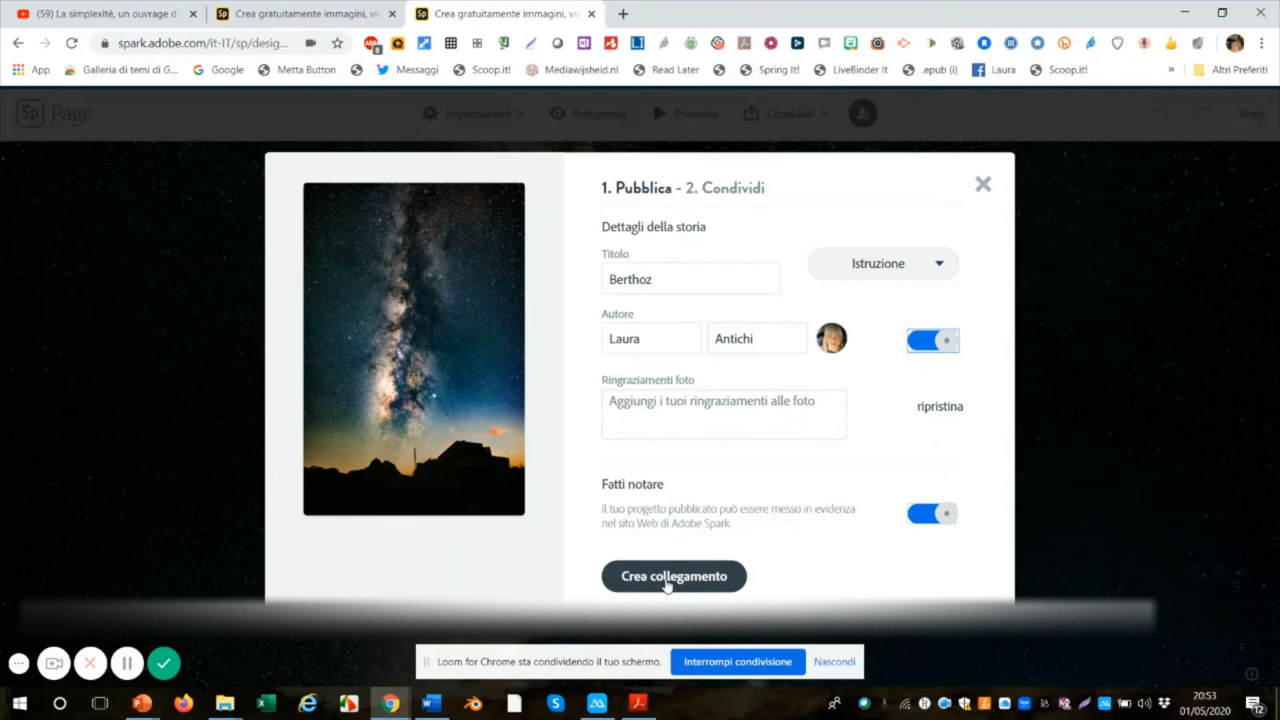 (59) La simplexité, un ouvrage d'
Crea gratuitamente immagini, vi
Crea gratuitamente immagini, vi
spark.adobe.com/it-IT/sp/desig...
App
Galleria di temi di G...
Google
Metta Button
Messaggi
Scoop.it!
Mediawijsheid.nl
Read Later
Spring It!
LiveBinder It
.epub (i)
Laura
Scoop.it!
»
Altri Preferiti
Sp Page
Impostazioni
Anteprima
Presente
Condividi
Temi
1. Pubblica - 2. Condividi
Dettagli della storia
Titolo
Berthoz
Istruzione
Autore
Laura
Antichi
Ringraziamenti foto
Aggiungi i tuoi ringraziamenti alle foto
ripristina
Fatti notare
Il tuo progetto pubblicato può essere messo in evidenza
nel sito Web di Adobe Spark.
Crea collegamento
Loom for Chrome sta condividendo il tuo schermo.
Interrompi condivisione
Nascondi
20:53
01/05/2020
12